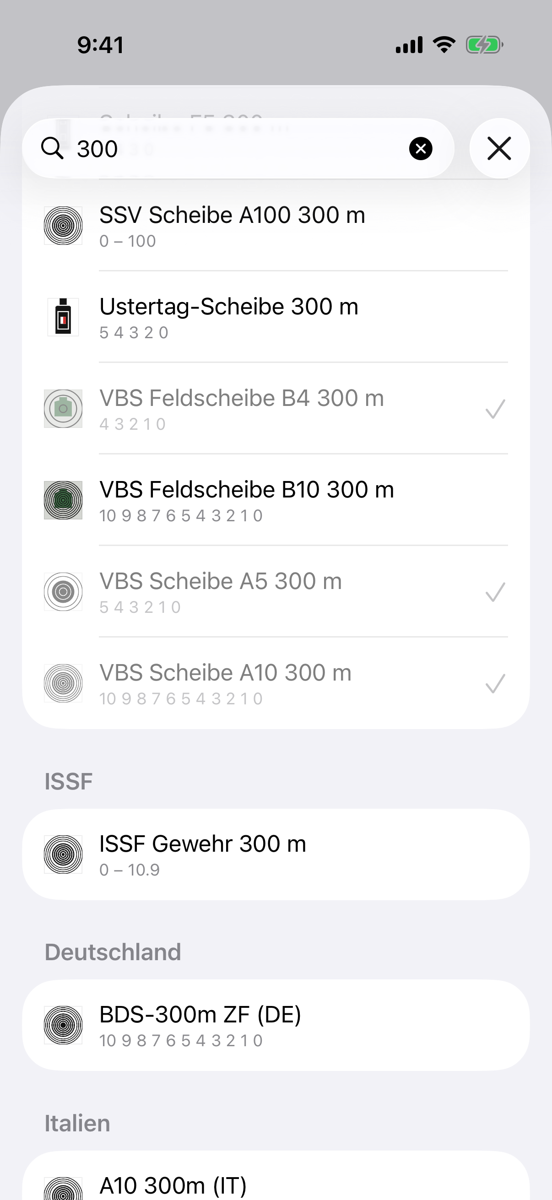 9:41
300
SSV Scheibe A100 300 m
0 – 100
Ustertag-Scheibe 300 m
5 4 3 2 0
VBS Feldscheibe B4 300 m
4 3 2 1 0
VBS Feldscheibe B10 300 m
10 9 8 7 6 5 4 3 2 1 0
VBS Scheibe A5 300 m
5 4 3 2 1 0
VBS Scheibe A10 300 m
10 9 8 7 6 5 4 3 2 1 0
ISSF
ISSF Gewehr 300 m
0 – 10.9
Deutschland
BDS-300m ZF (DE)
10 9 8 7 6 5 4 3 2 1 0
Italien
A10 300m (IT)